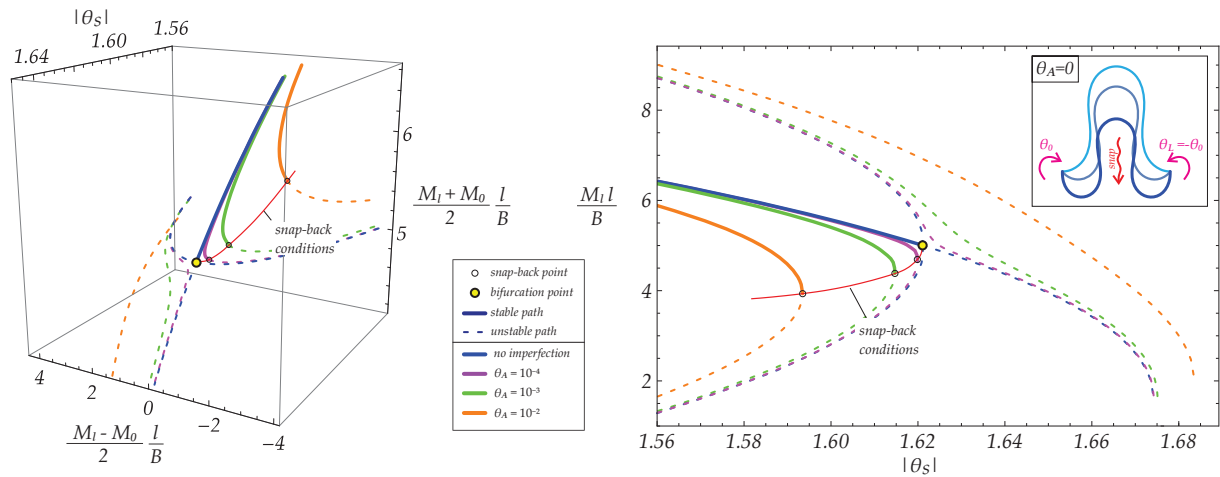 |θS|
1.64
1.60
1.56
6
5
4
2
0
−2
−4
Ml - M0 l
2 B
Ml + M0 l
2 B
snap-back
conditions
snap-back point
bifurcation point
stable path
unstable path
no imperfection
θA = 10−4
θA = 10−3
θA = 10−2
Ml l
B
8
6
4
2
1.56
1.58
1.60
1.62
1.64
1.66
1.68
|θS|
snap-back
conditions
θA=0
θ0
snap
θL =-θ0